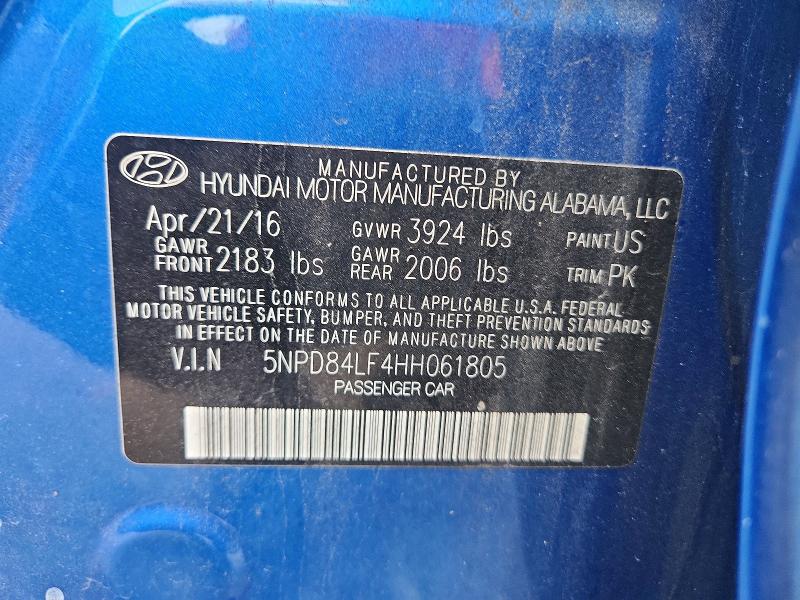 MANUFACTURED BY
HYUNDAI MOTOR MANUFACTURING ALABAMA, LLC
Apr/21/16 GVWR 3924 lbs PAINT US
GAWR FRONT 2183 lbs GAWR REAR 2006 lbs TRIM PK
THIS VEHICLE CONFORMS TO ALL APPLICABLE U.S.A. FEDERAL
MOTOR VEHICLE SAFETY, BUMPER, AND THEFT PREVENTION STANDARDS
IN EFFECT ON THE DATE OF MANUFACTURE SHOWN ABOVE.
V.I.N 5NPD84LF4HH061805
PASSENGER CAR